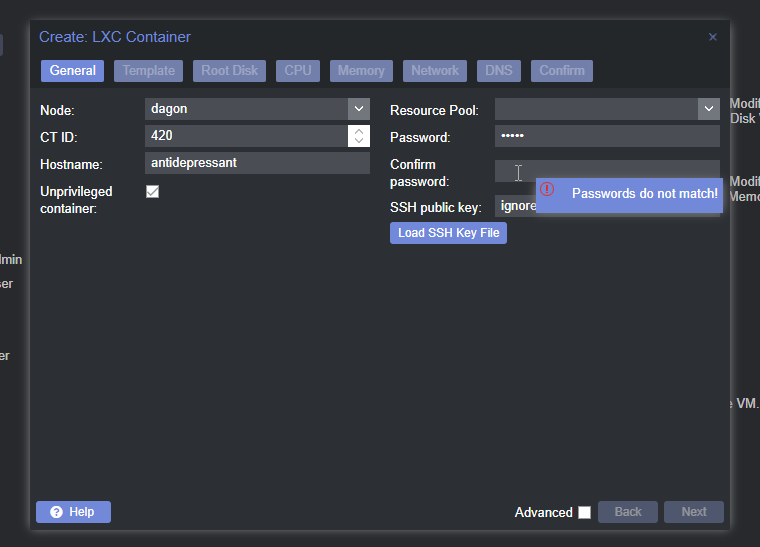 Create: LXC Container
General
Template
Root Disk
CPU
Memory
Network
DNS
Confirm
Node:
dagon
CT ID:
420
Hostname:
antidepressant
Unprivileged
container:
Resource Pool:
Password:
•••••
Confirm
password:
Passwords do not match!
SSH public key:
ignore
Load SSH Key File
Help
Advanced
Back
Next
Modif
Disk
Modif
Memo
VM.
dmin
ser
er